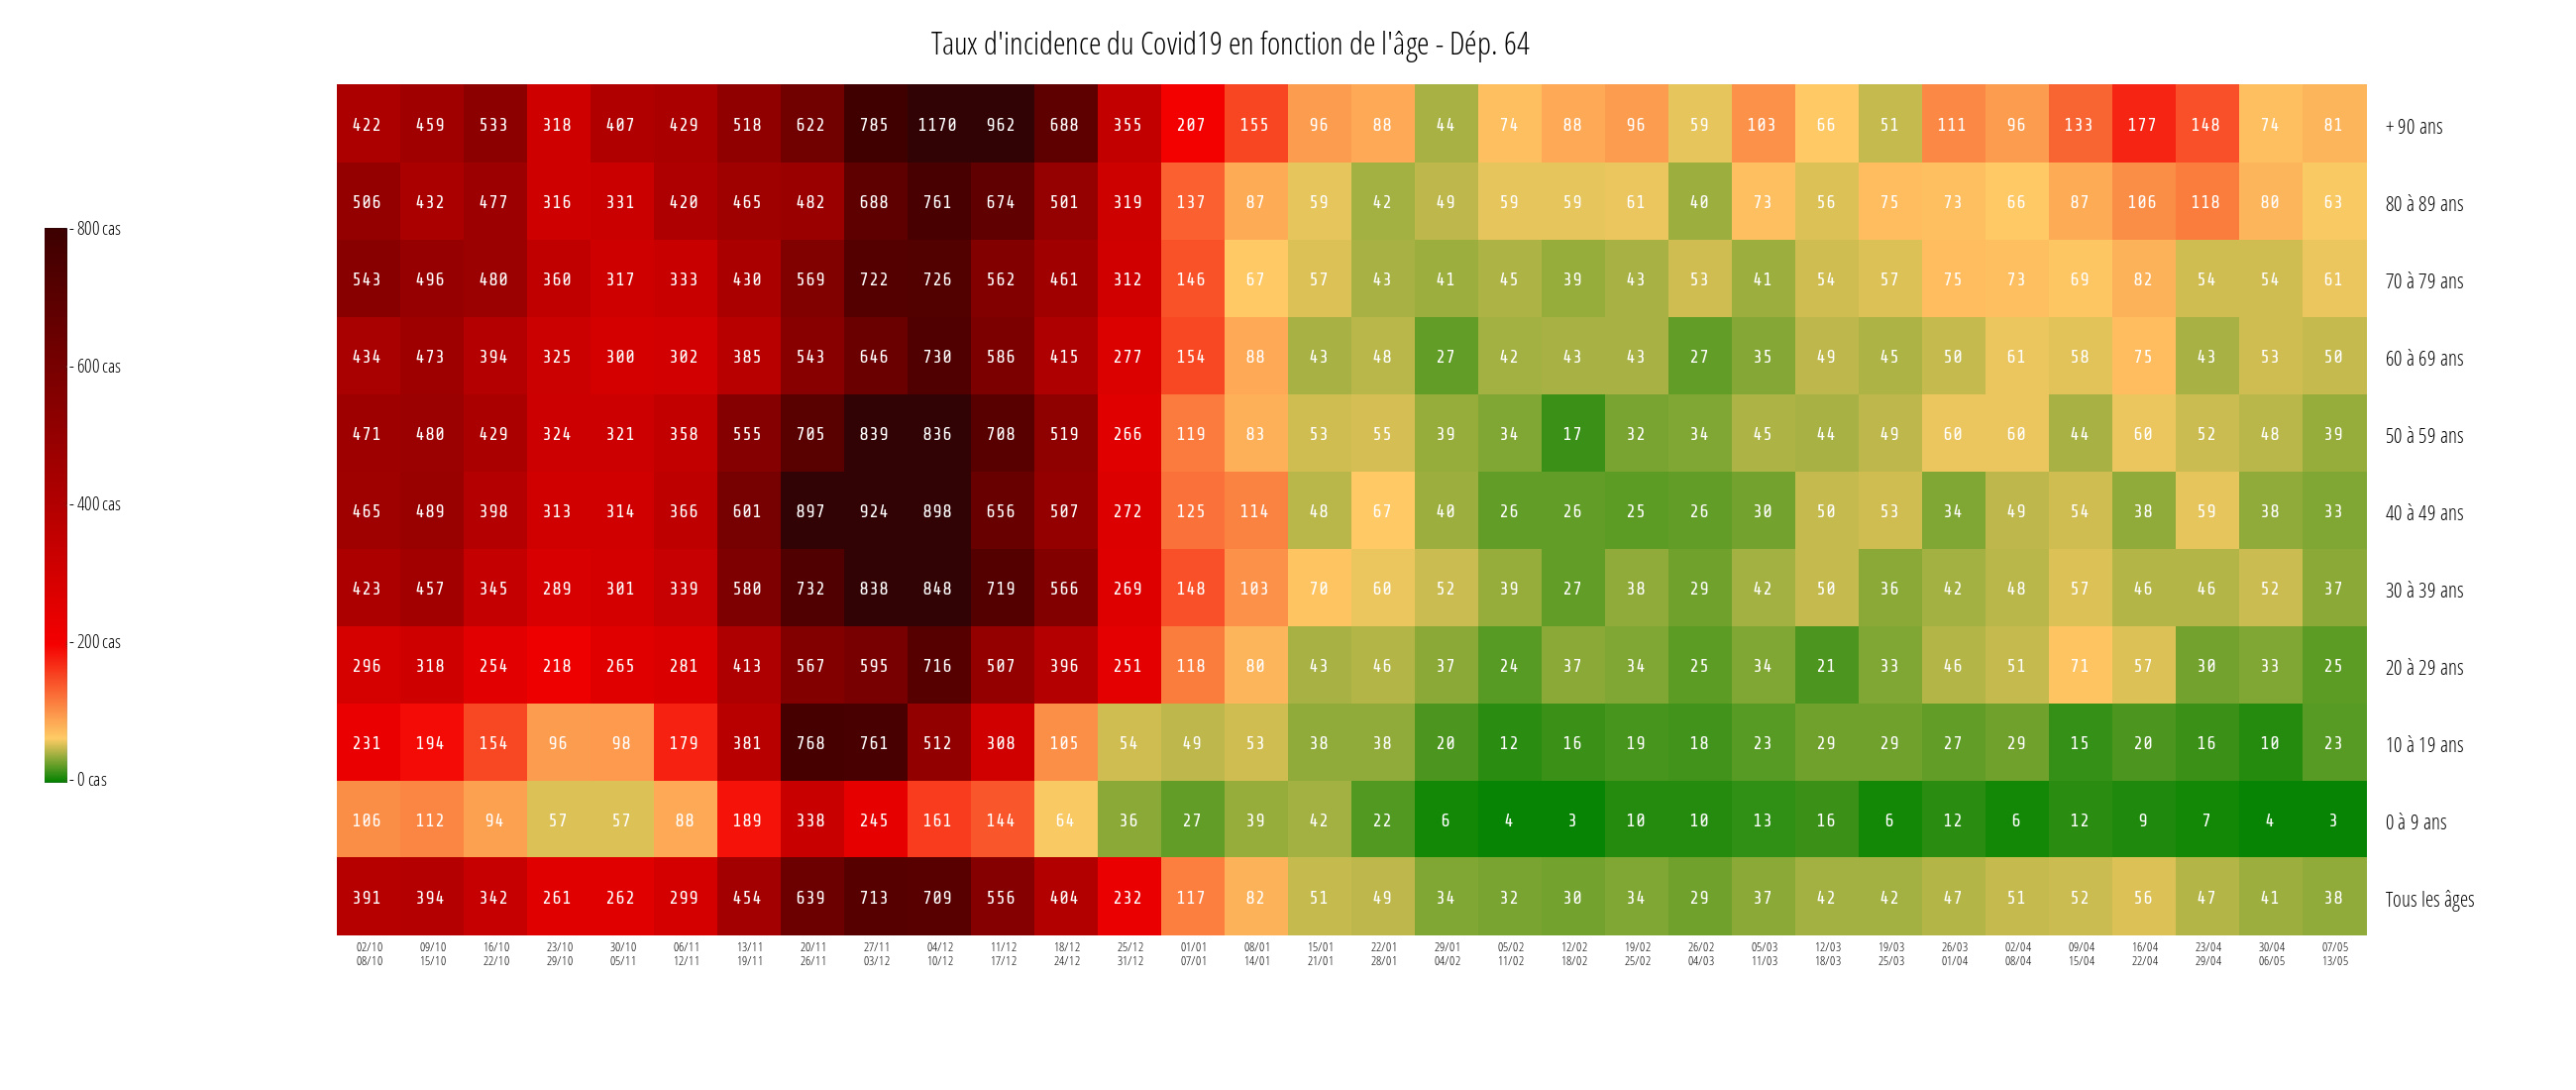 Taux d'incidence du Covid19 en fonction de l'âge - Dép. 64
- 800 cas
- 600 cas
- 400 cas
- 200 cas
- 0 cas
422 459 533 318 407 429 518 622 785 1170 962 688 355 207 155 96 88 44 74 88 96 59 103 66 51 111 96 133 177 148 74 81 + 90 ans
506 432 477 316 331 420 465 482 688 761 674 501 319 137 87 59 42 49 59 59 61 40 73 56 75 73 66 87 106 118 80 63 80 à 89 ans
543 496 480 360 317 333 430 569 722 726 562 461 312 146 67 57 43 41 45 39 43 53 41 54 57 75 73 69 82 54 54 61 70 à 79 ans
434 473 394 325 300 302 385 543 646 730 586 415 277 154 88 43 48 27 42 43 43 27 35 49 45 50 61 58 75 43 53 50 60 à 69 ans
471 480 429 324 321 358 555 705 839 836 708 519 266 119 83 53 55 39 34 17 32 34 45 44 49 60 60 44 60 52 48 39 50 à 59 ans
465 489 398 313 314 366 601 897 924 898 656 507 272 125 114 48 67 40 26 26 25 26 30 50 53 34 49 54 38 59 38 33 40 à 49 ans
423 457 345 289 301 339 580 732 838 848 719 566 269 148 103 70 60 52 39 27 38 29 42 50 36 42 48 57 46 46 52 37 30 à 39 ans
296 318 254 218 265 281 413 567 595 716 507 396 251 118 80 43 46 37 24 37 34 25 34 21 33 46 51 71 57 30 33 25 20 à 29 ans
231 194 154 96 98 179 381 768 761 512 308 105 54 49 53 38 38 20 12 16 19 18 23 29 29 27 29 15 20 16 10 23 10 à 19 ans
106 112 94 57 57 88 189 338 245 161 144 64 36 27 39 42 22 6 4 3 10 10 13 16 6 12 6 12 9 7 4 3 0 à 9 ans
391 394 342 261 262 299 454 639 713 709 556 404 232 117 82 51 49 34 32 30 34 29 37 42 42 47 51 52 56 47 41 38 Tous les âges
02/10 09/10 16/10 23/10 30/10 06/11 13/11 20/11 27/11 04/12 11/12 18/12 25/12 01/01 08/01 15/01 22/01 29/01 05/02 12/02 19/02 26/02 05/03 12/03 19/03 26/03 02/04 09/04 16/04 23/04 30/04 07/05
08/10 15/10 22/10 29/10 05/11 12/11 19/11 26/11 03/12 10/12 17/12 24/12 31/12 07/01 14/01 21/01 28/01 04/02 11/02 18/02 25/02 04/03 11/03 18/03 25/03 01/04 08/04 15/04 22/04 29/04 06/05 13/05